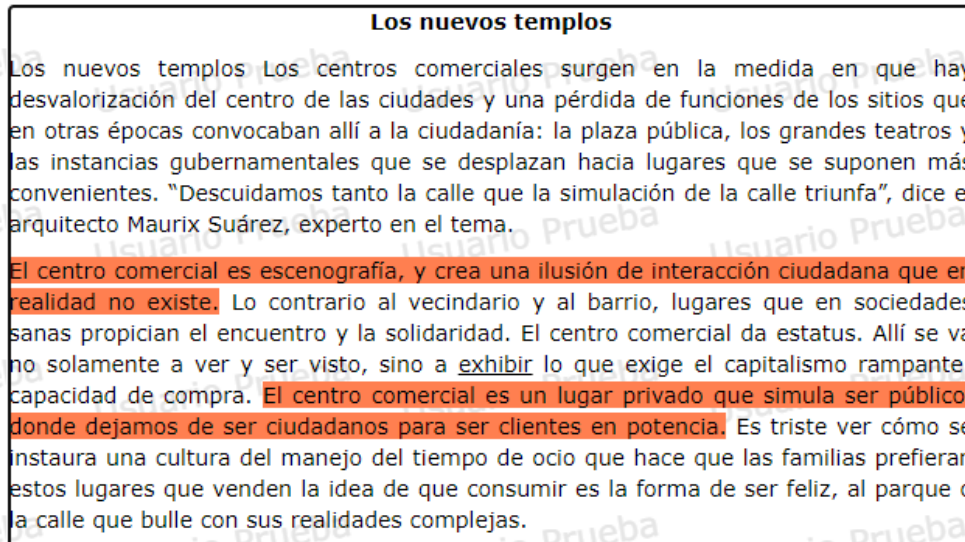 Los nuevos templos
Los nuevos templos Los centros comerciales surgen en la medida en que hay
desvalorización del centro de las ciudades y una pérdida de funciones de los sitios que
en otras épocas convocaban allí a la ciudadanía: la plaza pública, los grandes teatros y
las instancias gubernamentales que se desplazan hacia lugares que se suponen más
convenientes. “Descuidamos tanto la calle que la simulación de la calle triunfa”, dice el
arquitecto Maurix Suárez, experto en el tema.
El centro comercial es escenografía, y crea una ilusión de interacción ciudadana que en
realidad no existe. Lo contrario al vecindario y al barrio, lugares que en sociedades
sanas propician el encuentro y la solidaridad. El centro comercial da estatus. Allí se va
no solamente a ver y ser visto, sino a exhibir lo que exige el capitalismo rampante,
capacidad de compra. El centro comercial es un lugar privado que simula ser público,
donde dejamos de ser ciudadanos para ser clientes en potencia. Es triste ver cómo se
instaura una cultura del manejo del tiempo de ocio que hace que las familias prefieran
estos lugares que venden la idea de que consumir es la forma de ser feliz, al parque o
la calle que bulle con sus realidades complejas.